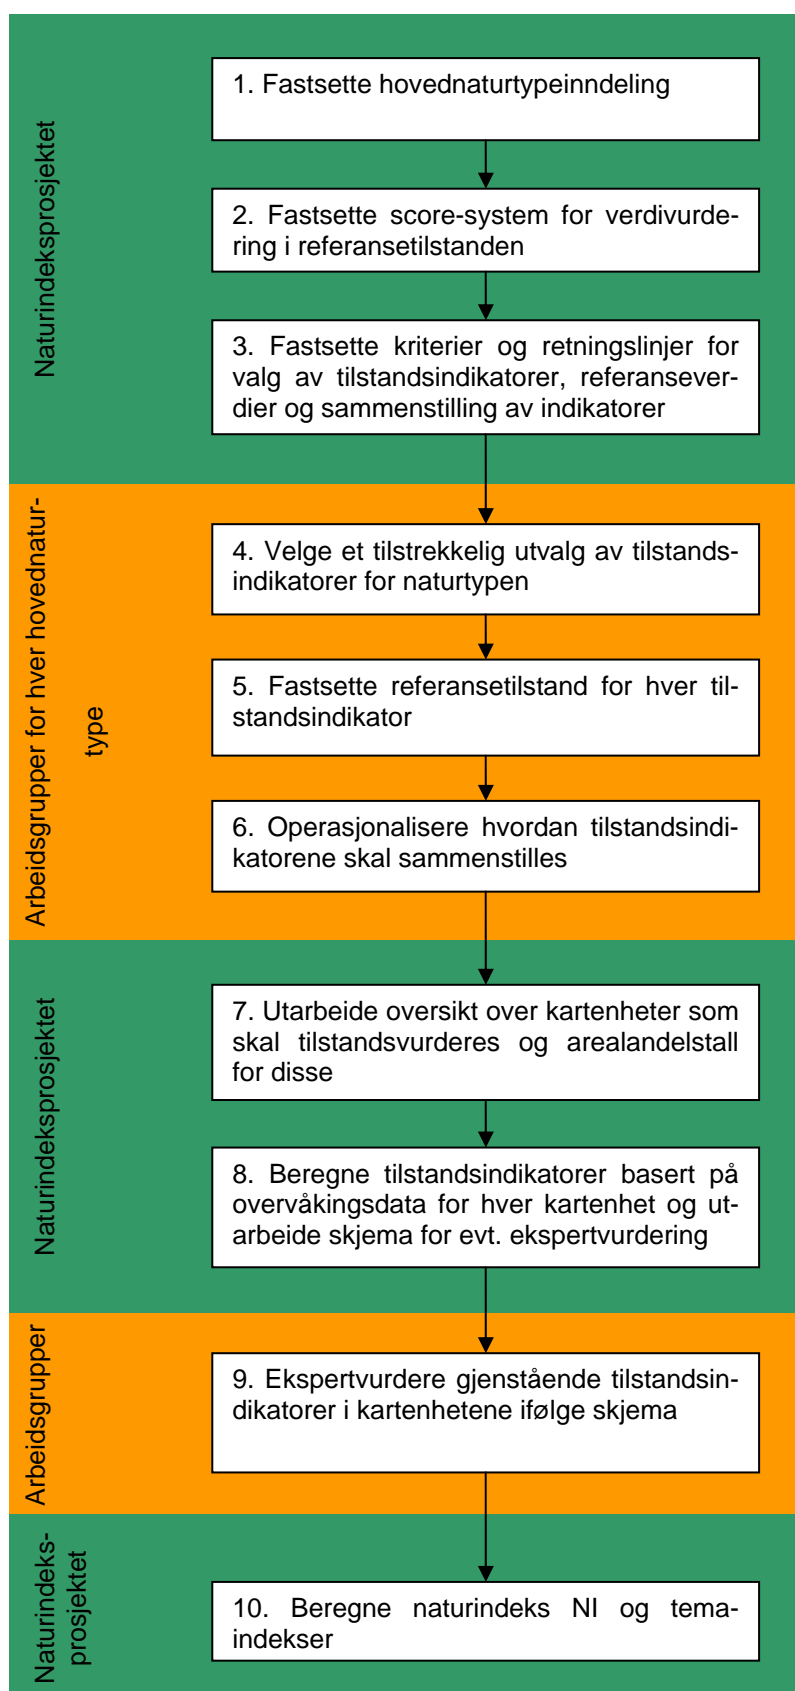 Naturindeksprosjektet
1. Fastsette hovednaturtypeinndeling
2. Fastsette score-system for verdivurde-
ring i referansetilstanden
3. Fastsette kriterier og retningslinjer for
valg av tilstandsindikatorer, referansever-
dier og sammenstilling av indikatorer
Arbeidsgrupper for hver hovednatur-
type
4. Velge et tilstrekkelig utvalg av tilstands-
indikatorer for naturtypen
5. Fastsette referansetilstand for hver til-
standsindikator
6. Operasjonalisere hvordan tilstandsindi-
katorene skal sammenstilles
Naturindeksprosjektet
7. Utarbeide oversikt over kartenheter som
skal tilstandsvurderes og arealandelstall
for disse
8. Beregne tilstandsindikatorer basert på
overvåkingsdata for hver kartenhet og ut-
arbeide skjema for evt. ekspertvurdering
Arbeidsgrupper
9. Ekspertvurdere gjenstående tilstandsin-
dikatorer i kartenhetene ifølge skjema
Naturindeks-
prosjektet
10. Beregne naturindeks NI og tema-
indekser